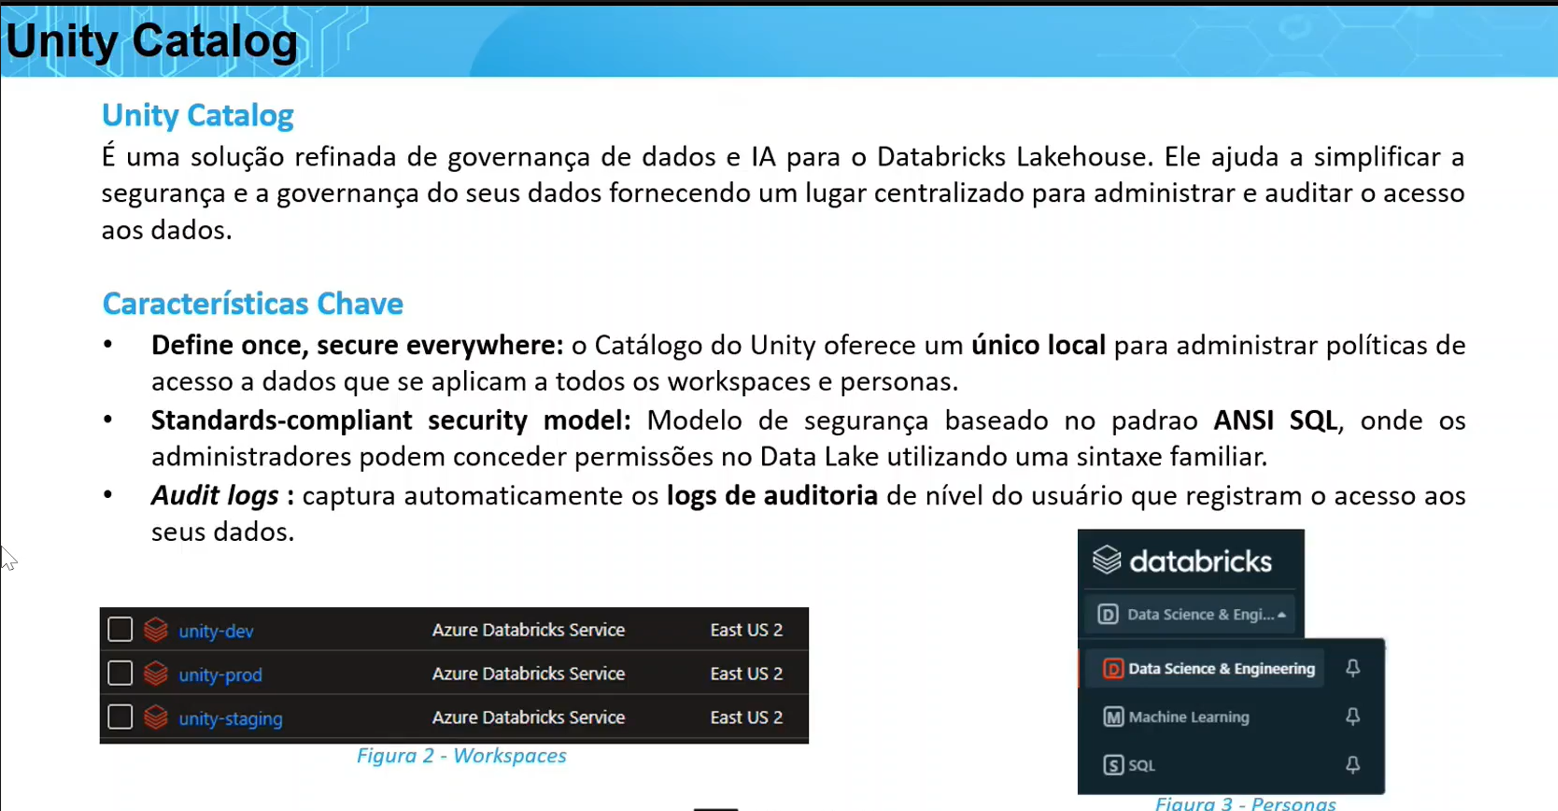 Unity Catalog
Unity Catalog
É uma solução refinada de governança de dados e IA para o Databricks Lakehouse. Ele ajuda a simplificar a
segurança e a governança do seus dados fornecendo um lugar centralizado para administrar e auditar o acesso
aos dados.
Características Chave
• Define once, secure everywhere: o Catálogo do Unity oferece um único local para administrar políticas de
acesso a dados que se aplicam a todos os workspaces e personas.
• Standards-compliant security model: Modelo de segurança baseado no padrao ANSI SQL, onde os
administradores podem conceder permissões no Data Lake utilizando uma sintaxe familiar.
• Audit logs : captura automaticamente os logs de auditoria de nível do usuário que registram o acesso aos
seus dados.
unity-dev Azure Databricks Service East US 2
unity-prod Azure Databricks Service East US 2
unity-staging Azure Databricks Service East US 2
Figura 2 - Workspaces
databricks
D Data Science & Engi...
D Data Science & Engineering
M Machine Learning
S SQL
Figura 3 - Personas